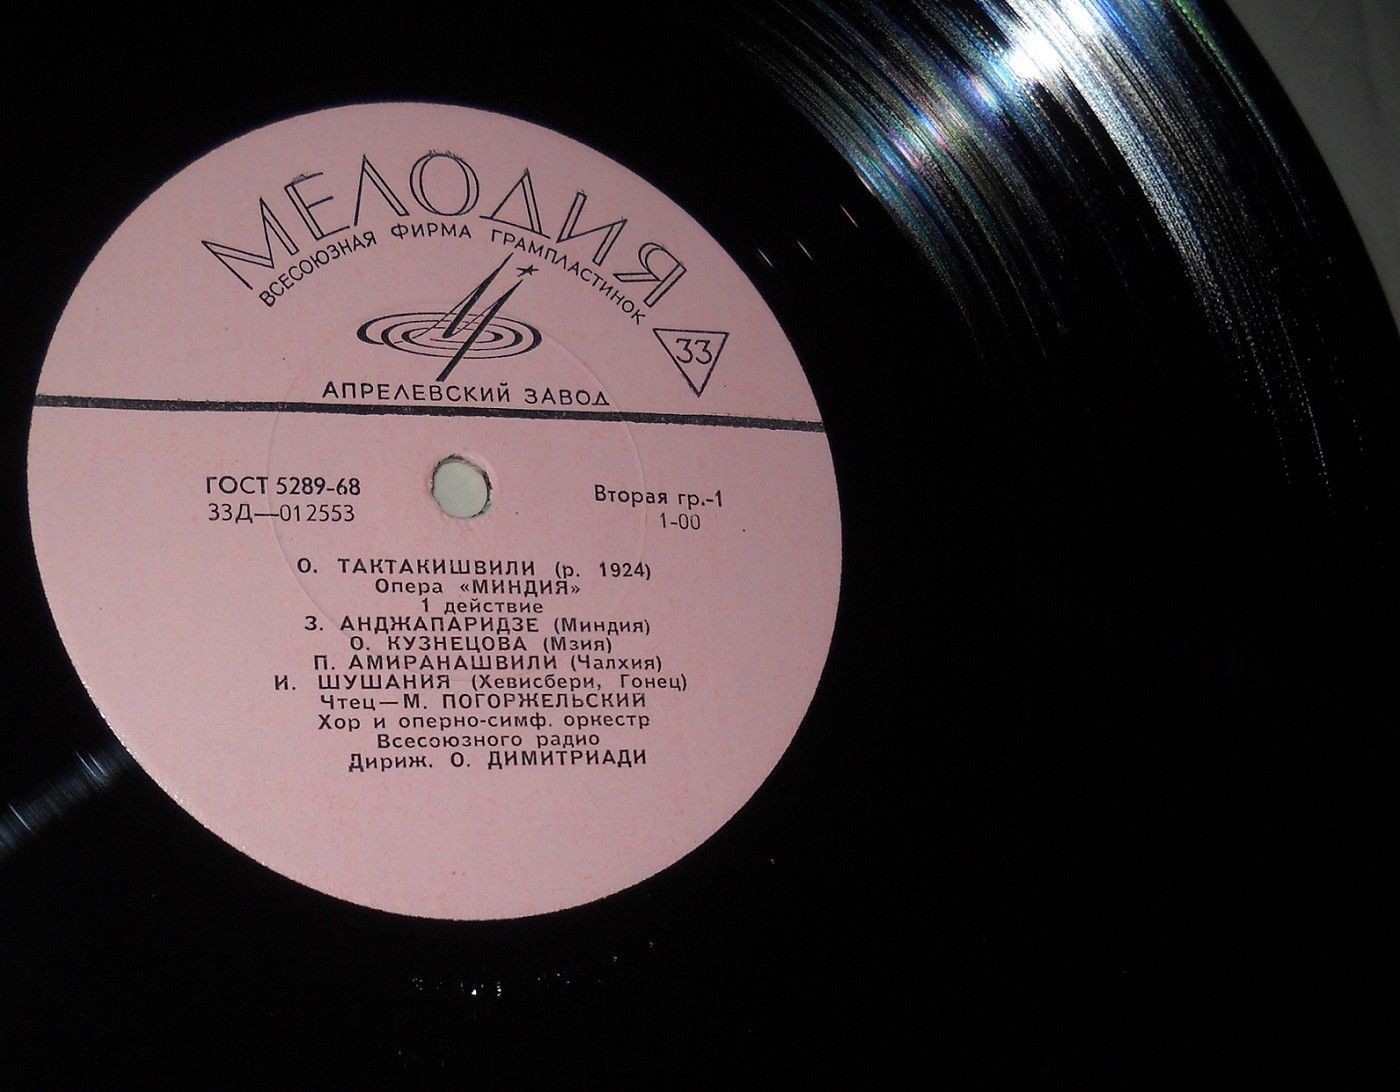 МЕЛОДИЯ
ВСЕСОЮЗНАЯ ФИРМА ГРАМПЛАСТИНОК
33
АПРЕЛЕВСКИЙ ЗАВОД
ГОСТ 5289-68
33Д—012553
Вторая гр.-1
1-00
О. ТАКТАКИШВИЛИ (р. 1924)
Опера «МИНДИЯ»
1 действие
З. АНДЖАПАРИДЗЕ (Миндия)
О. КУЗНЕЦОВА (Мзия)
П. АМИРАНАШВИЛИ (Чалхия)
И. ШУШАНИЯ (Хевисбери, Гонец)
Чтец—М. ПОГОРЖЕЛЬСКИЙ
Хор и оперно-симф. оркестр
Всесоюзного радио
Дириж. О. ДИМИТРИАДИ